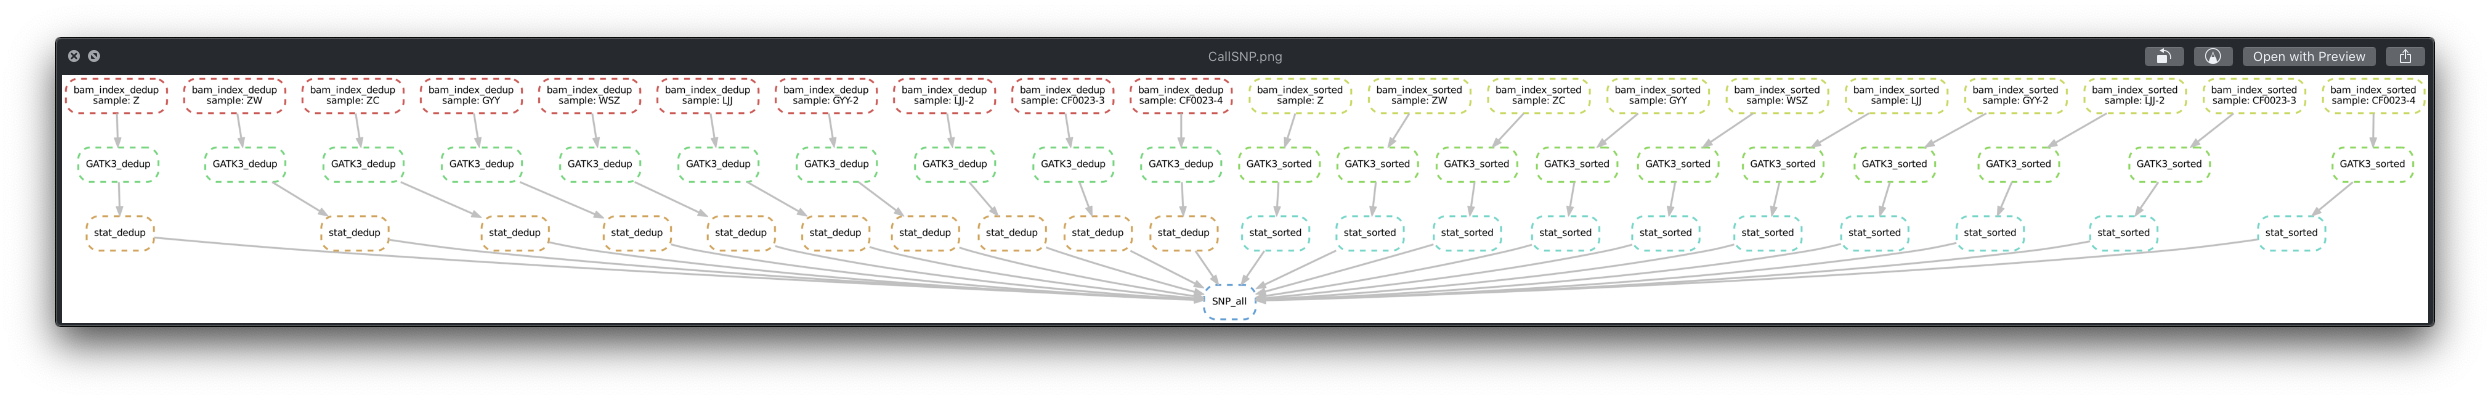 CallSNP.png
Open with Preview
bam_index_dedup
sample: Z
bam_index_dedup
sample: ZW
bam_index_dedup
sample: ZC
bam_index_dedup
sample: GYY
bam_index_dedup
sample: WSZ
bam_index_dedup
sample: LJJ
bam_index_dedup
sample: GYY-2
bam_index_dedup
sample: LJJ-2
bam_index_dedup
sample: CF0023-3
bam_index_dedup
sample: CF0023-4
bam_index_sorted
sample: Z
bam_index_sorted
sample: ZW
bam_index_sorted
sample: ZC
bam_index_sorted
sample: GYY
bam_index_sorted
sample: WSZ
bam_index_sorted
sample: LJJ
bam_index_sorted
sample: GYY-2
bam_index_sorted
sample: LJJ-2
bam_index_sorted
sample: CF0023-3
bam_index_sorted
sample: CF0023-4
GATK3_dedup
GATK3_dedup
GATK3_dedup
GATK3_dedup
GATK3_dedup
GATK3_dedup
GATK3_dedup
GATK3_dedup
GATK3_dedup
GATK3_dedup
GATK3_sorted
GATK3_sorted
GATK3_sorted
GATK3_sorted
GATK3_sorted
GATK3_sorted
GATK3_sorted
GATK3_sorted
GATK3_sorted
GATK3_sorted
stat_dedup
stat_dedup
stat_dedup
stat_dedup
stat_dedup
stat_dedup
stat_dedup
stat_dedup
stat_dedup
stat_dedup
stat_sorted
stat_sorted
stat_sorted
stat_sorted
stat_sorted
stat_sorted
stat_sorted
stat_sorted
stat_sorted
stat_sorted
SNP_all